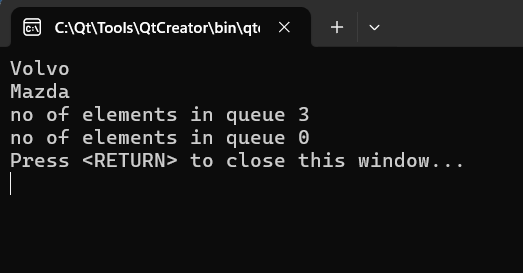 C:\Qt\Tools\QtCreator\bin\qt
Volvo
Mazda
no of elements in queue 3
no of elements in queue 0
Press <RETURN> to close this window...